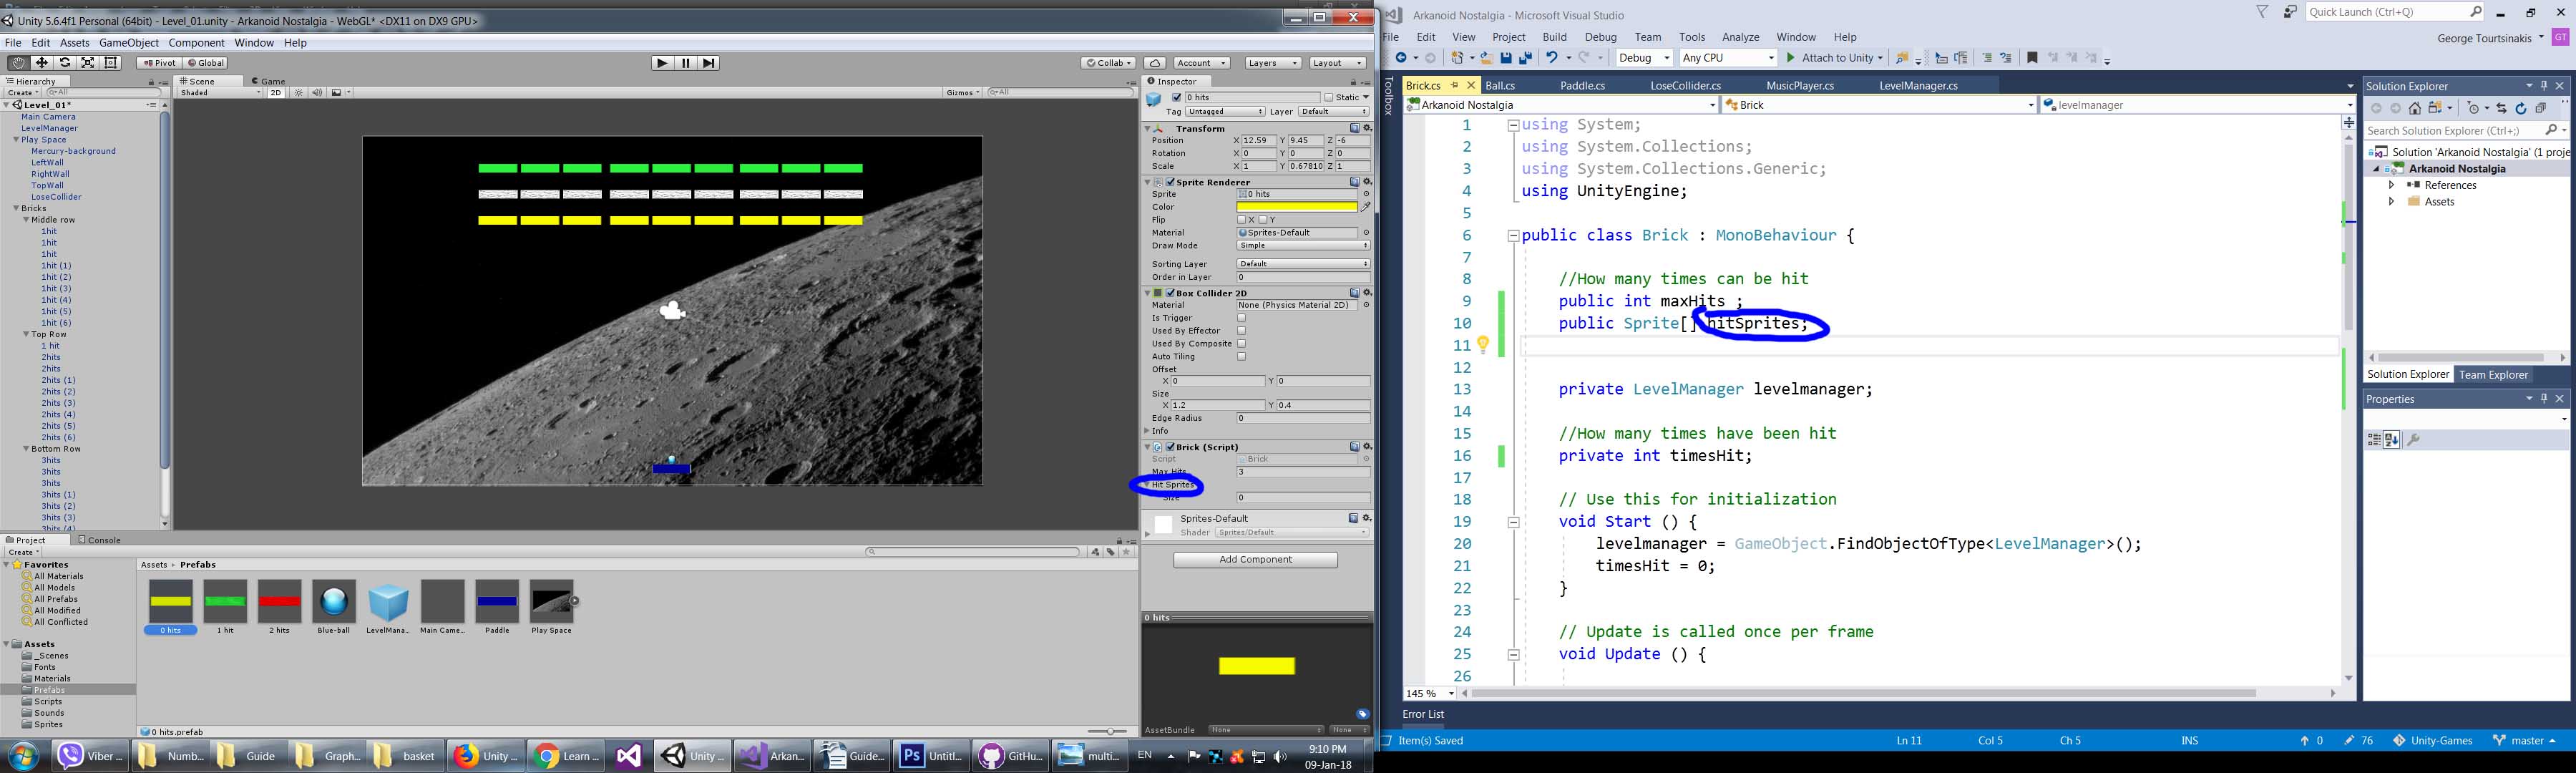 Unity 5.6.4f1 Personal (64bit) - Level_01.unity - Arkanoid Nostalgia - WebGL* <DX11 on DX9 GPU>
File Edit Assets GameObject Component Window Help
Pivot Global
Collab Account Layers Layout
Hierarchy
Create All
Level_01*
Main Camera
LevelManager
Play Space
Mercury-background
LeftWall
RightWall
TopWall
LoseCollider
Bricks
Middle row
1hit
1hit
1hit
1hit (1)
1hit (2)
1hit (3)
1hit (4)
1hit (5)
1hit (6)
Top Row
1 hit
2hits
2hits
2hits (1)
2hits (2)
2hits (3)
2hits (4)
2hits (5)
2hits (6)
Bottom Row
3hits
3hits
3hits
3hits (1)
3hits (2)
3hits (3)
3hits (4)
Scene Game
Shaded 2D Gizmos All
Inspector
0 hits Static
Tag Untagged Layer Default
Transform
Position X 12.59 Y 9.45 Z -6
Rotation X 0 Y 0 Z 0
Scale X 1 Y 0.67810 Z 1
Sprite Renderer
Sprite 0 hits
Color
Flip X Y
Material Sprites-Default
Draw Mode Simple
Sorting Layer Default
Order in Layer 0
Box Collider 2D
Material None (Physics Material 2D)
Is Trigger
Used By Effector
Used By Composite
Auto Tiling
Offset
X 0 Y 0
Size
X 1.2 Y 0.4
Edge Radius 0
Info
Brick (Script)
Script Brick
Max Hits 3
Hit Sprites
Size 0
Sprites-Default
Shader Sprites/Default
Add Component
0 hits
AssetBundle None None
Project Console
Create
Favorites
All Materials
All Models
All Prefabs
All Modified
All Conflicted
Assets
_Scenes
Fonts
Materials
Prefabs
Scripts
Sounds
Sprites
Assets Prefabs
0 hits 1 hit 2 hits Blue-ball LevelMana... Main Came... Paddle Play Space
0 hits.prefab
Viber ... Numb... Guide Graph... basket Unity ... Learn ... Unity ... Arkan... Guide... Ps Untitl... GitHu... multi... EN
9:10 PM
09-Jan-18
Arkanoid Nostalgia - Microsoft Visual Studio
Quick Launch (Ctrl+Q)
File Edit View Project Build Debug Team Tools Analyze Window Help
George Toursinakis GT
Debug Any CPU Attach to Unity
Toolbox
Brick.cs Ball.cs Paddle.cs LoseCollider.cs MusicPlayer.cs LevelManager.cs
Arkanoid Nostalgia Brick levelmanager
1 using System;
2 using System.Collections;
3 using System.Collections.Generic;
4 using UnityEngine;
5
6 public class Brick : MonoBehaviour {
7
8 //How many times can be hit
9 public int maxHits ;
10 public Sprite[] hitSprites;
11
12
13 private LevelManager levelmanager;
14
15 //How many times have been hit
16 private int timesHit;
17
18 // Use this for initialization
19 void Start () {
20 levelmanager = GameObject.FindObjectOfType<LevelManager>();
21 timesHit = 0;
22 }
23
24 // Update is called once per frame
25 void Update () {
26
145 %
Error List
Item(s) Saved Ln 11 Col 5 Ch 5 INS 0 76 Unity-Games master
Solution Explorer
Search Solution Explorer (Ctrl+;)
Solution 'Arkanoid Nostalgia' (1 proje
Arkanoid Nostalgia
References
Assets
Solution Explorer Team Explorer
Properties